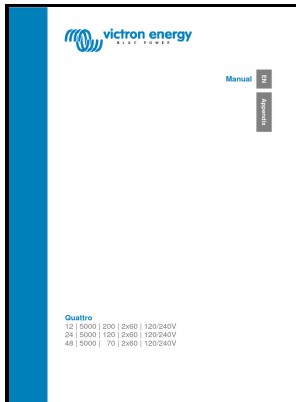 victron energy
BLUE POWER
Manual
EN
Appendix
Quattro
12 | 5000 | 200 | 2x60 | 120/240V
24 | 5000 | 120 | 2x60 | 120/240V
48 | 5000 | 70 | 2x60 | 120/240V